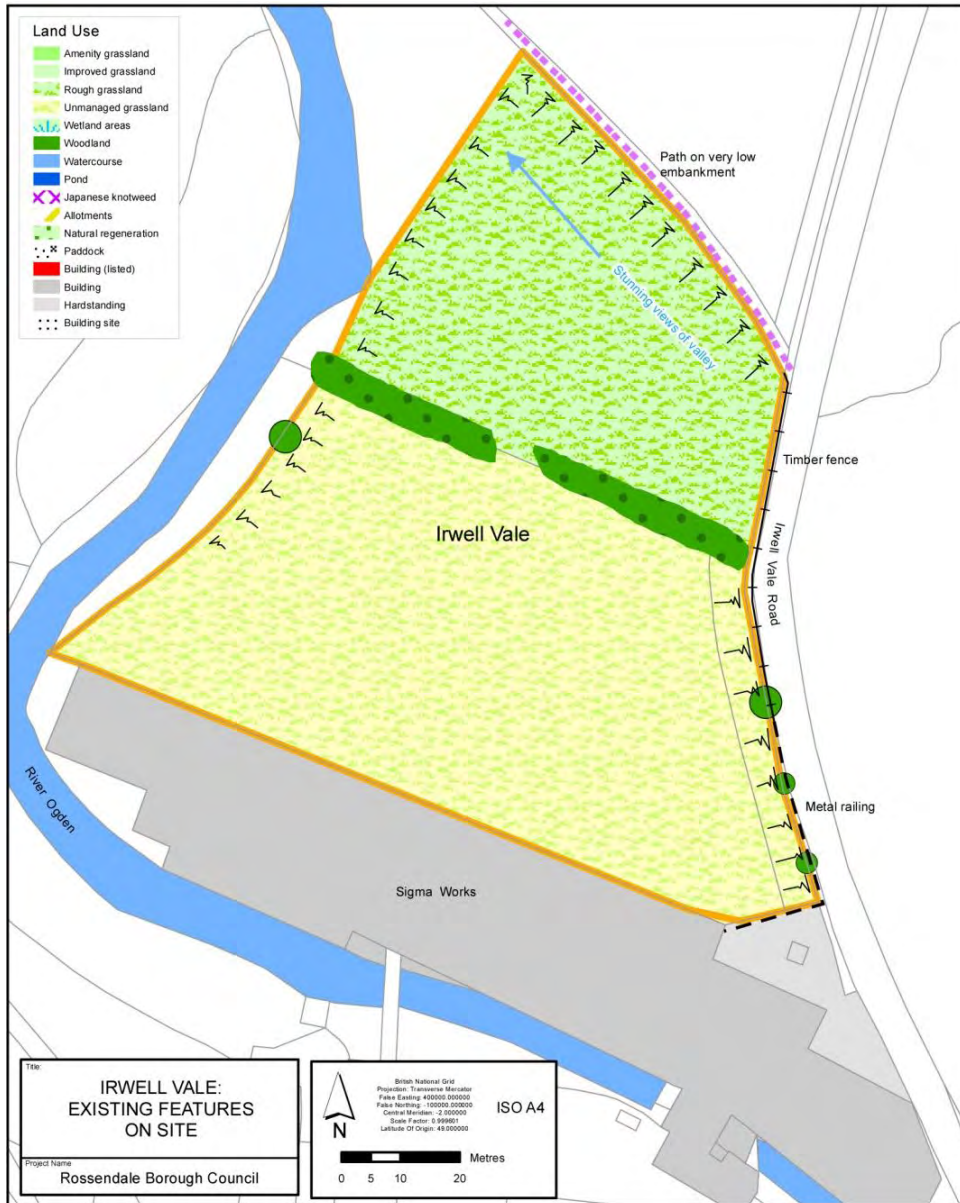 Land Use
Amenity grassland
Improved grassland
Rough grassland
Unmanaged grassland
Wetland areas
Woodland
Watercourse
Pond
Japanese knotweed
Allotments
Natural regeneration
Paddock
Building (listed)
Building
Hardstanding
Building site
Path on very low
embankment
Stunning views of valley
Timber fence
Irwell Vale Road
Irwell Vale
Metal railing
River Ogden
Sigma Works
Title:
IRWELL VALE:
EXISTING FEATURES
ON SITE
Project Name
Rossendale Borough Council
N
British National Grid
Projection: Transverse Mercator
False Easting: 400000.000000
False Northing: -100000.000000
Central Meridian: -2.000000
Scale Factor: 0.999601
Latitude Of Origin: 49.000000
ISO A4
Metres
0 5 10 20